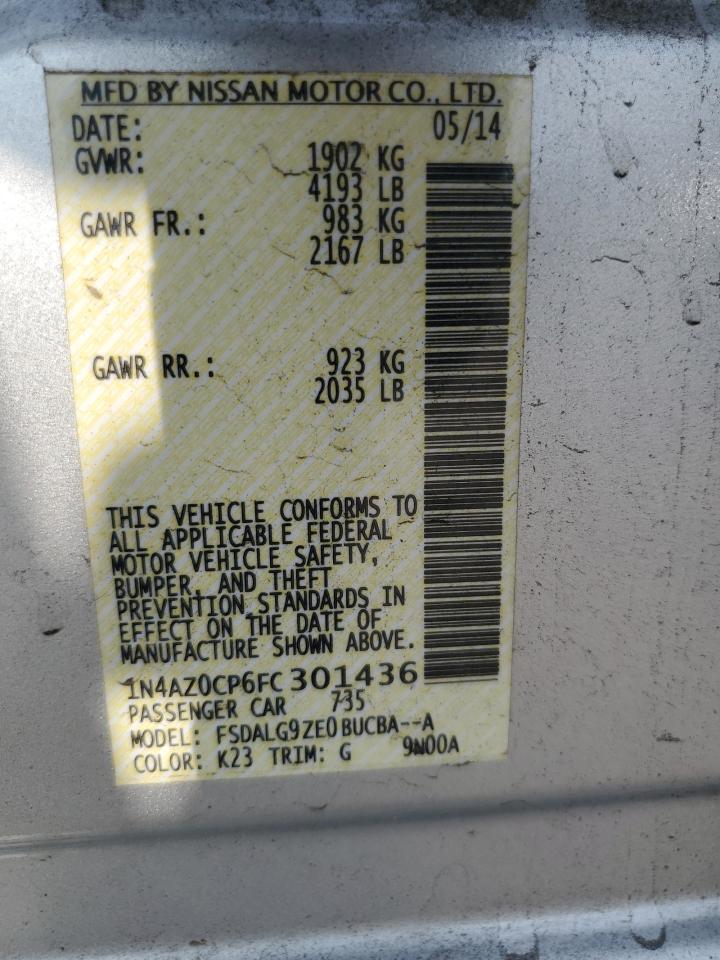 MFD BY NISSAN MOTOR CO., LTD.
DATE: 05/14
GVWR: 1902 KG
4193 LB
GAWR FR.: 983 KG
2167 LB
GAWR RR.: 923 KG
2035 LB
THIS VEHICLE CONFORMS TO
ALL APPLICABLE FEDERAL
MOTOR VEHICLE SAFETY,
BUMPER, AND THEFT
PREVENTION STANDARDS IN
EFFECT ON THE DATE OF
MANUFACTURE SHOWN ABOVE.
1N4AZ0CP6FC301436
PASSENGER CAR 735
MODEL: FSDALG9ZE0BUCBA--A
COLOR: K23 TRIM: G 9N00A